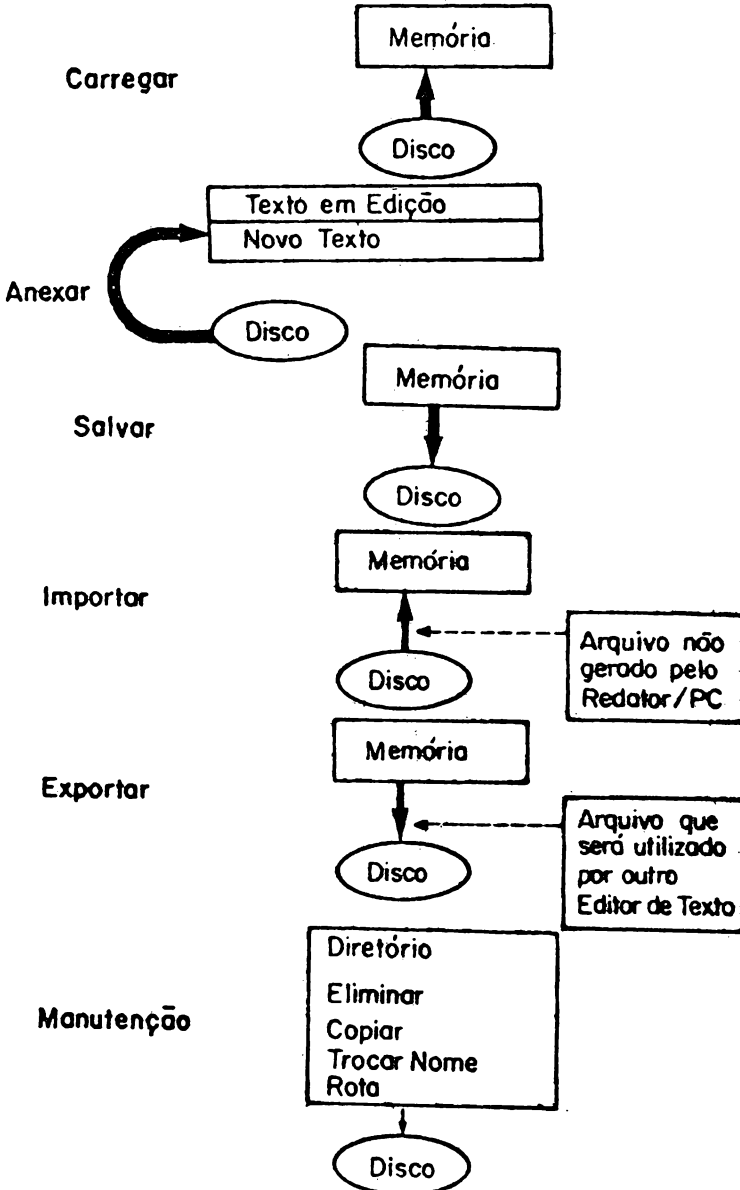 Memória
Carregar
Disco
Texto em Edição
Novo Texto
Anexar
Disco
Memória
Salvar
Disco
Memória
Importar
Arquivo não
gerado pelo
Redator/PC
Disco
Memória
Exportar
Arquivo que
será utilizado
por outro
Editor de Texto
Disco
Diretório
Eliminar
Manutenção
Copiar
Trocar Nome
Rota
Disco